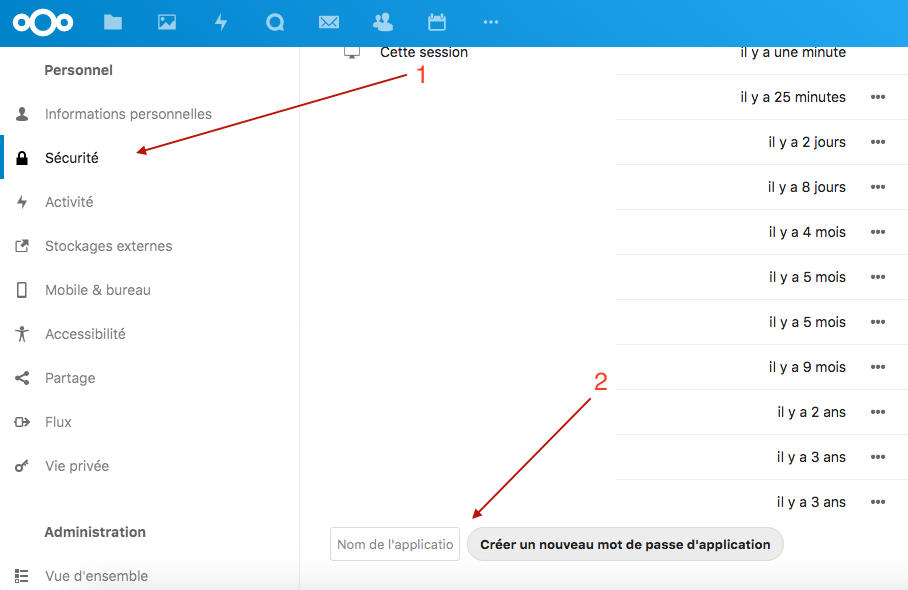 Personnel
Informations personnelles
Sécurité
Activité
Stockages externes
Mobile & bureau
Accessibilité
Partage
Flux
Vie privée
Administration
Vue d'ensemble
Cette session
il y a une minute
1
il y a 25 minutes
il y a 2 jours
il y a 8 jours
il y a 4 mois
il y a 5 mois
il y a 5 mois
il y a 9 mois
2
il y a 2 ans
il y a 3 ans
il y a 3 ans
Nom de l'applicatio
Créer un nouveau mot de passe d'application